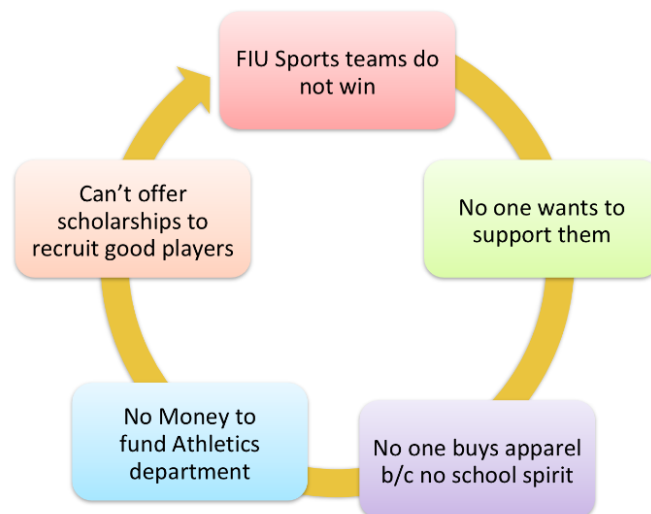 FIU Sports teams do
not win
No one wants to
support them
No one buys apparel
b/c no school spirit
No Money to
fund Athletics
department
Can't offer
scholarships to
recruit good players